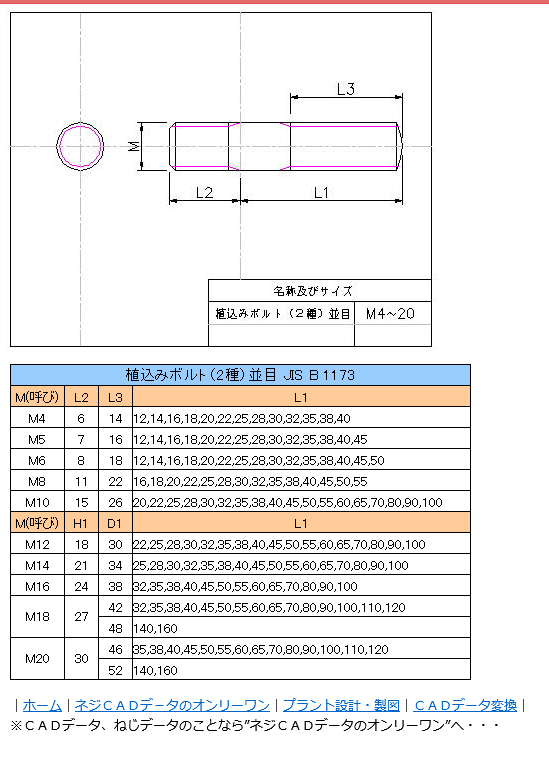 L3
M
L2 L1
名称及びサイズ
植込みボルト（２種）並目 M4～20
植込みボルト（2種）並目 JIS B 1173
M(呼び) L2 L3 L1
M4 6 14 12,14,16,18,20,22,25,28,30,32,35,38,40
M5 7 16 12,14,16,18,20,22,25,28,30,32,35,38,40,45
M6 8 18 12,14,16,18,20,22,25,28,30,32,35,38,40,45,50
M8 11 22 16,18,20,22,25,28,30,32,35,38,40,45,50,55
M10 15 26 20,22,25,28,30,32,35,38,40,45,50,55,60,65,70,80,90,100
M(呼び) H1 D1 L1
M12 18 30 22,25,28,30,32,35,38,40,45,50,55,60,65,70,80,90,100
M14 21 34 25,28,30,32,35,38,40,45,50,55,60,65,70,80,90,100
M16 24 38 32,35,38,40,45,50,55,60,65,70,80,90,100
M18 27 42 32,35,38,40,45,50,55,60,65,70,80,90,100,110,120
48 140,160
M20 30 46 35,38,40,45,50,55,60,65,70,80,90,100,110,120
52 140,160
｜ホーム｜ネジＣＡＤデータのオンリーワン｜プラント設計・製図｜ＣＡＤデータ変換｜
※ＣＡＤデータ、ねじデータのことなら”ネジＣＡＤデータのオンリーワン”へ・・・